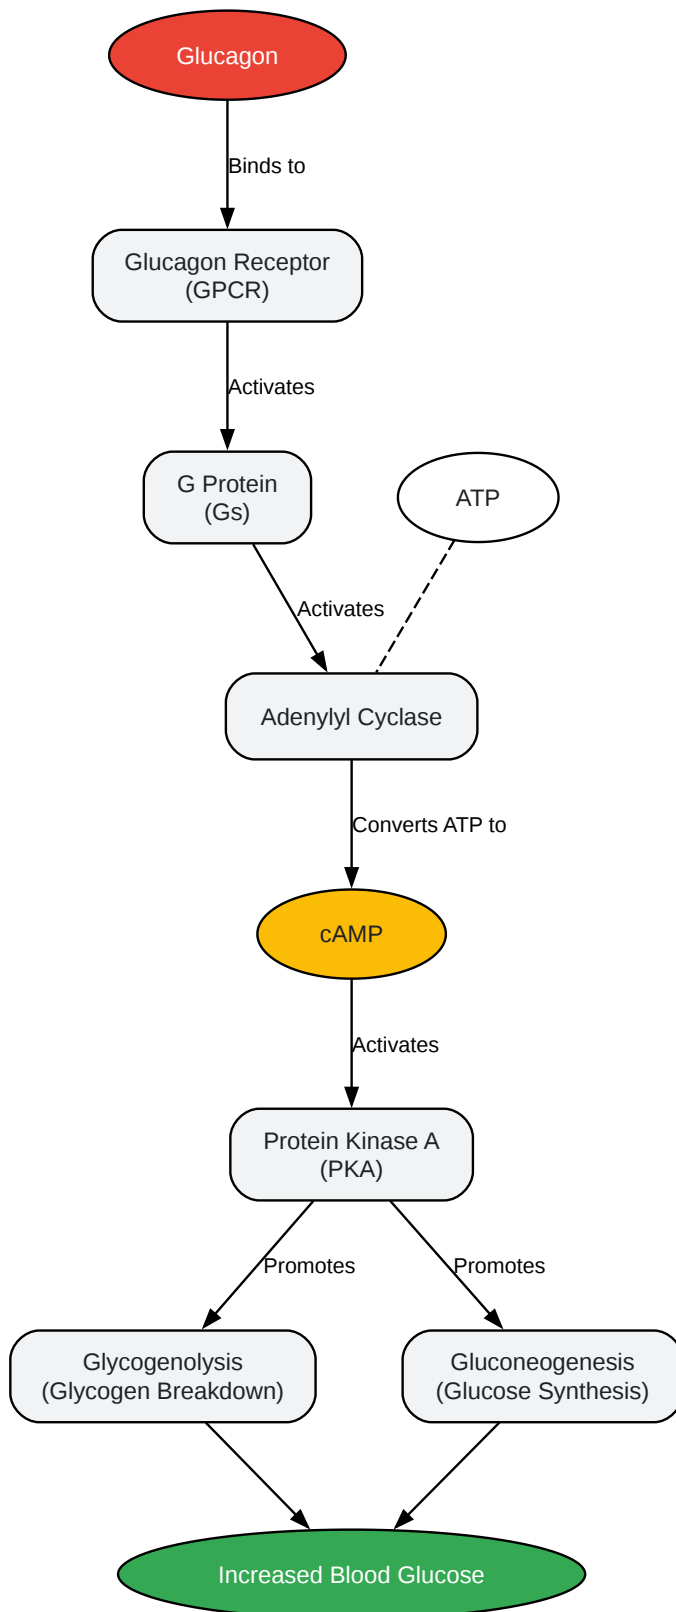 Glucagon
Binds to
Glucagon Receptor
(GPCR)
Activates
G Protein
(Gs)
ATP
Activates
Adenylyl Cyclase
Converts ATP to
cAMP
Activates
Protein Kinase A
(PKA)
Promotes
Promotes
Glycogenolysis
(Glycogen Breakdown)
Gluconeogenesis
(Glucose Synthesis)
Increased Blood Glucose